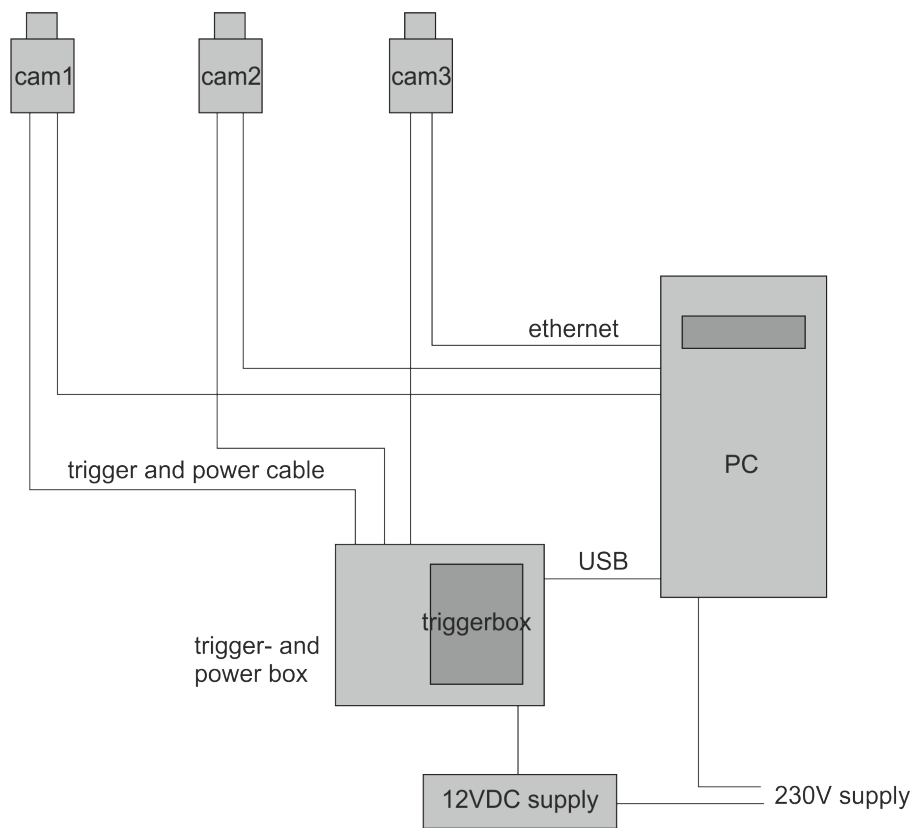 cam1
cam2
cam3
ethernet
PC
trigger and power cable
USB
triggerbox
trigger- and
power box
12VDC supply
230V supply